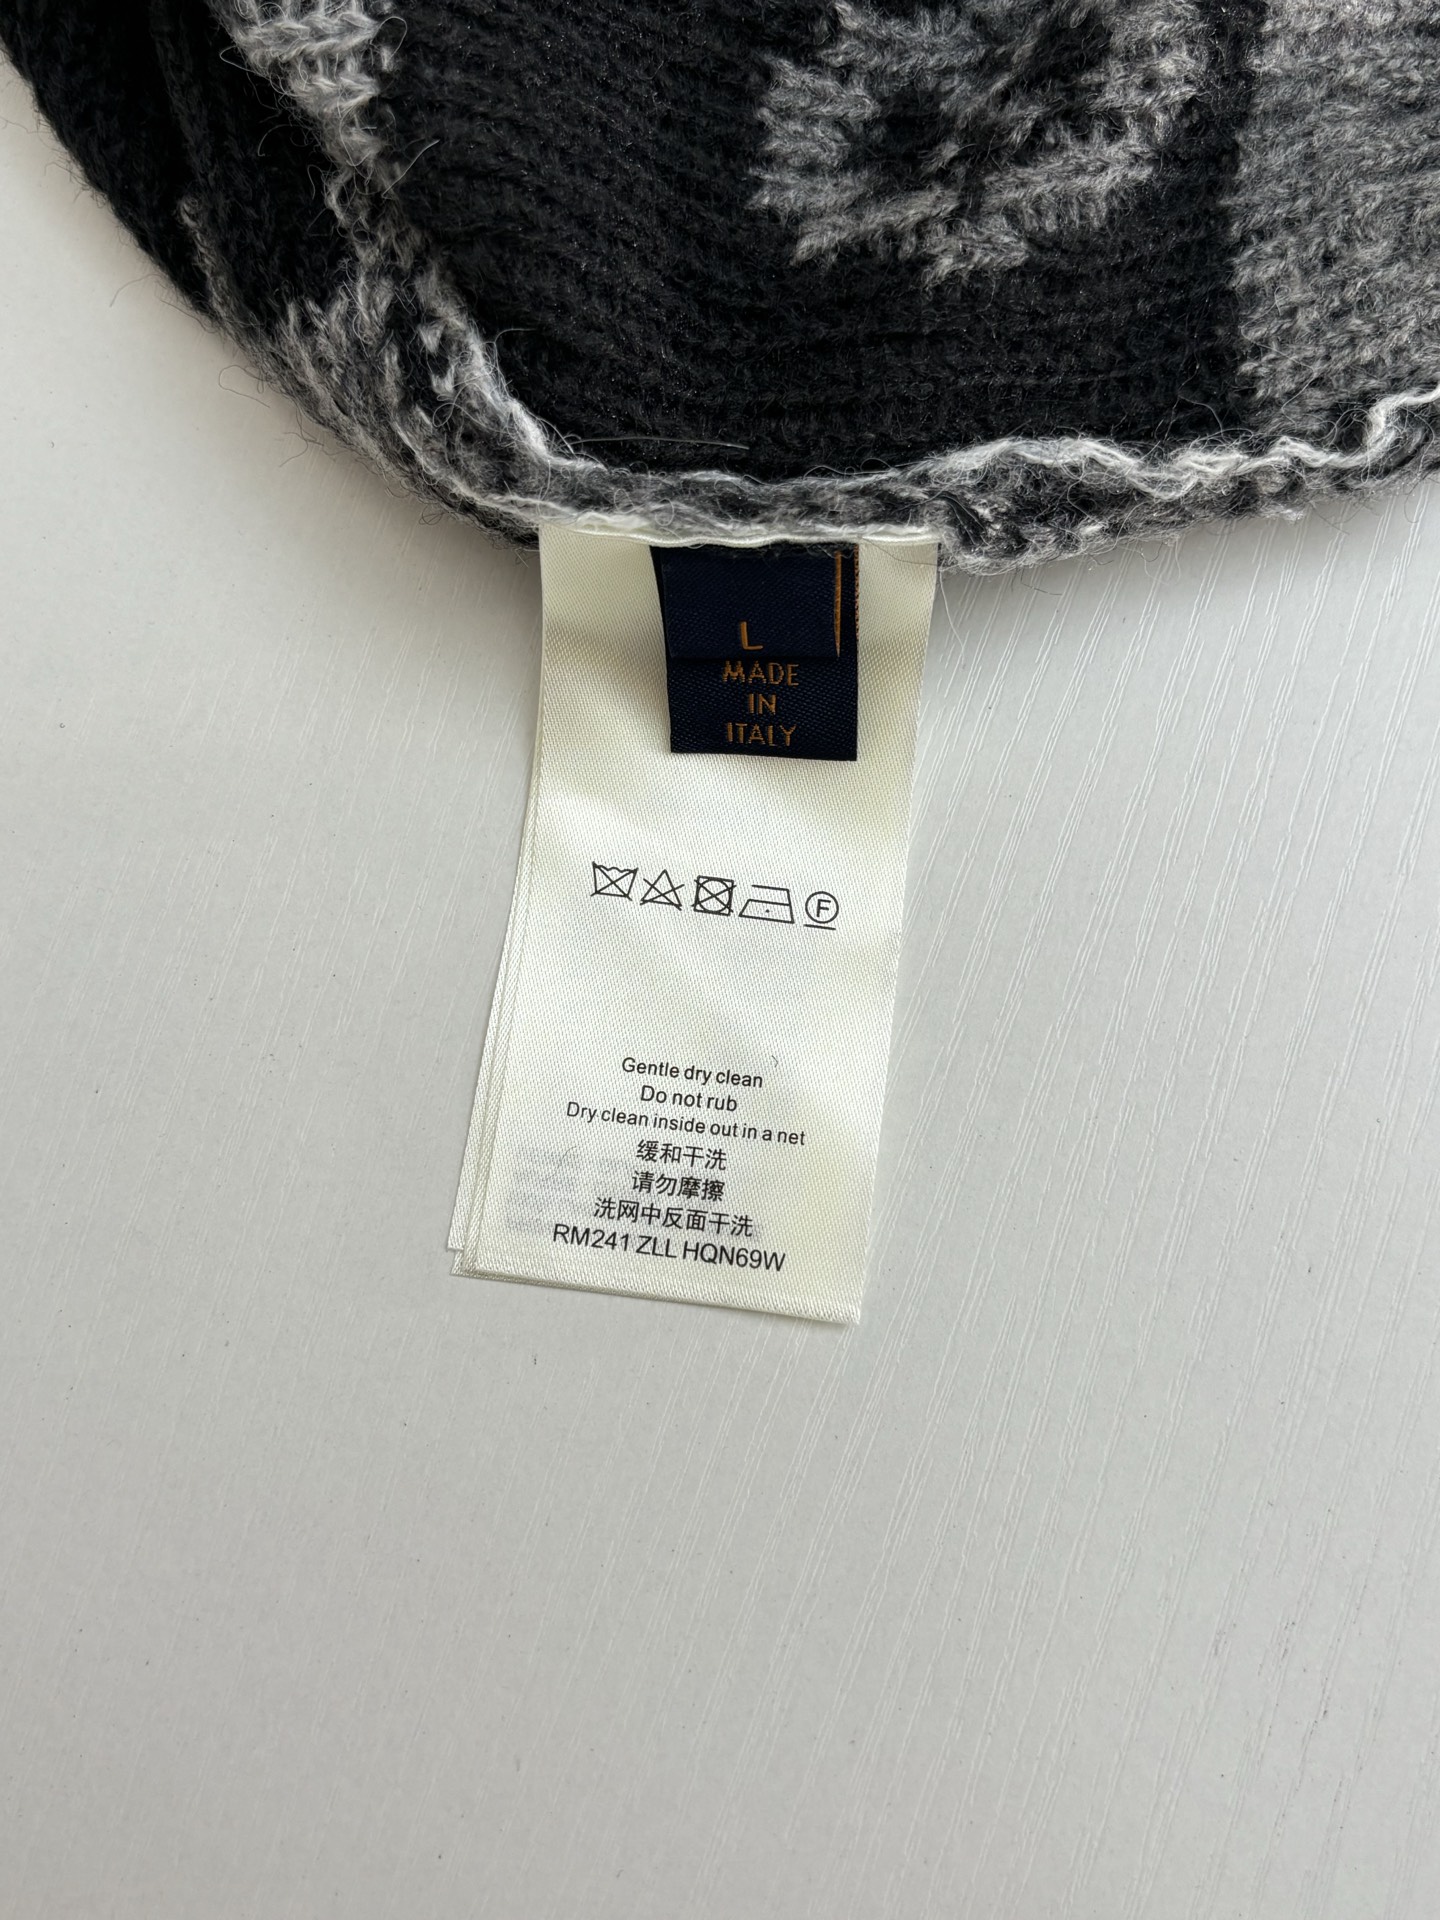 L
MADE
IN
ITALY
F
Gentle dry clean
Do not rub
Dry clean inside out in a net
缓和干洗
请勿摩擦
洗网中反面干洗
RM241 ZLL HQN69W